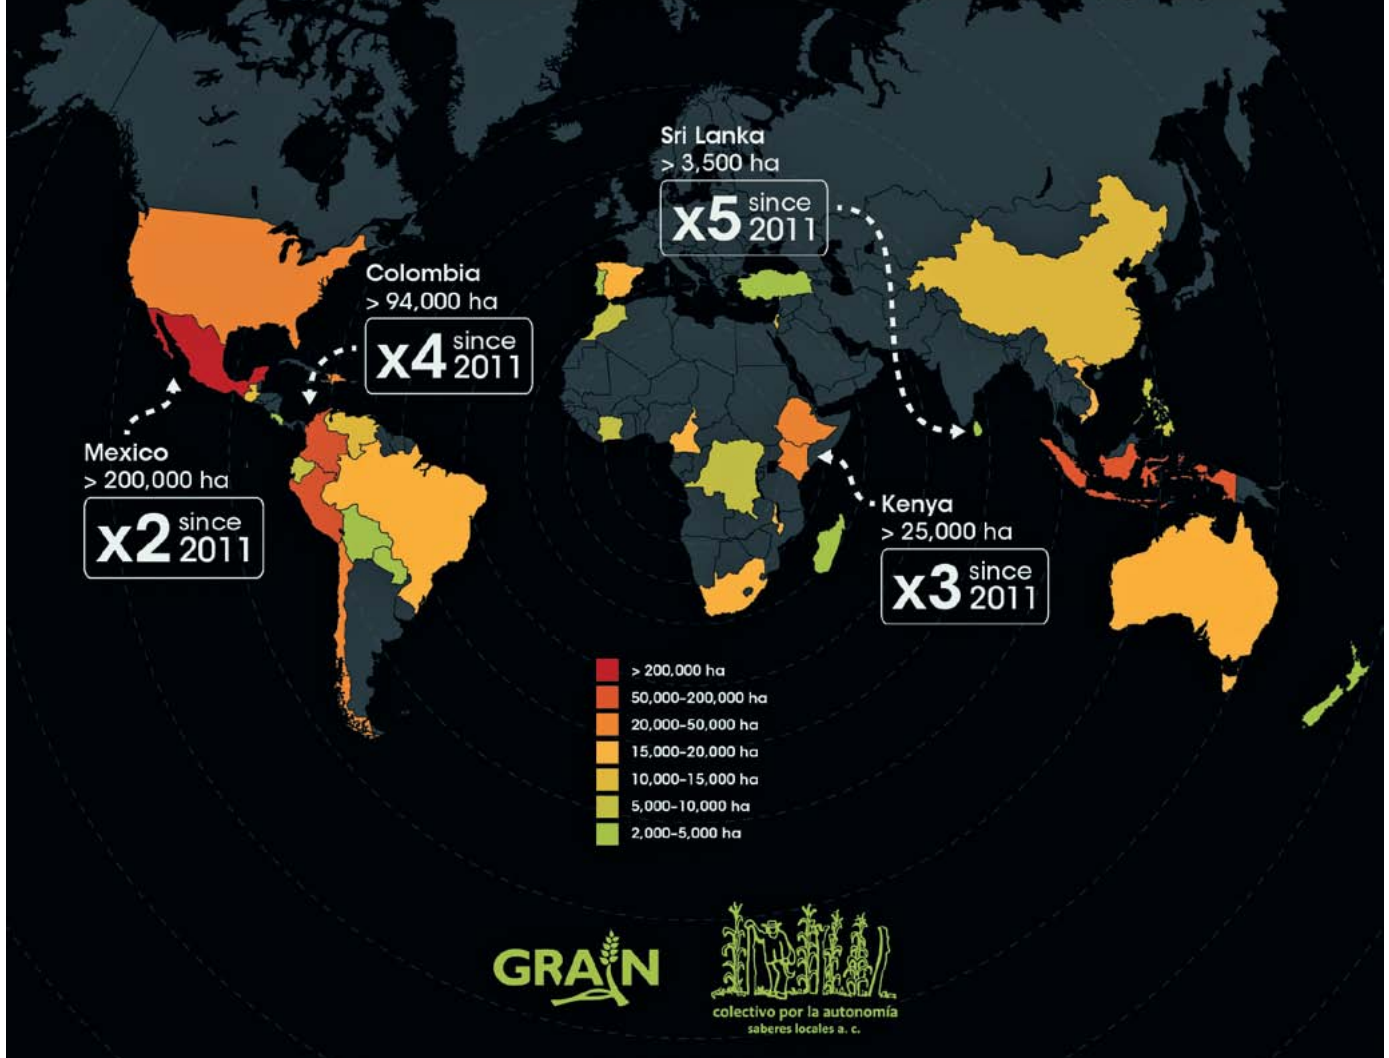 Sri Lanka
> 3,500 ha
x5 since
2011
Colombia
> 94,000 ha
x4 since
2011
Mexico
> 200,000 ha
x2 since
2011
Kenya
> 25,000 ha
x3 since
2011
> 200,000 ha
50,000-200,000 ha
20,000-50,000 ha
15,000-20,000 ha
10,000-15,000 ha
5,000-10,000 ha
2,000-5,000 ha
GRAIN
colectivo por la autonomía
saberes locales a. c.